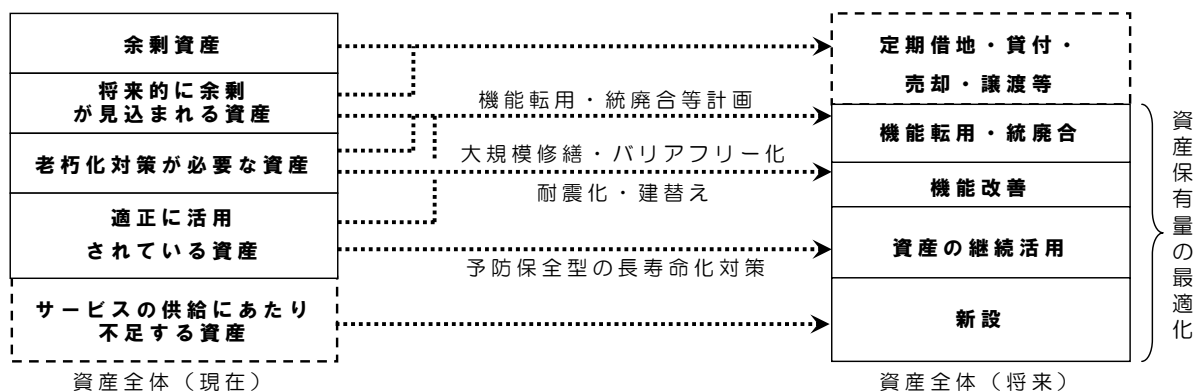 余剰資産
将来的に余剰
が見込まれる資産
老朽化対策が必要な資産
適正に活用
されている資産
サービスの供給にあたり
不足する資産
資産全体（現在）
機能転用・統廃合等計画
大規模修繕・バリアフリー化
耐震化・建替え
予防保全型の長寿命化対策
定期借地・貸付・
売却・譲渡等
機能転用・統廃合
機能改善
資産の継続活用
新設
資産全体（将来）
資産保有量の最適化